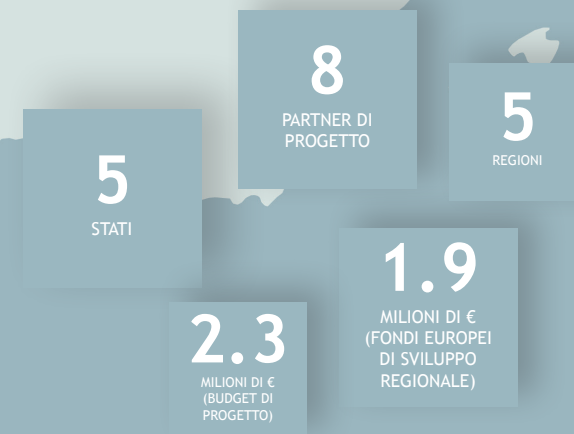 8
PARTNER DI
PROGETTO
5
REGIONI
5
STATI
1.9
MILIONI DI €
(FONDI EUROPEI
DI SVILUPPO
REGIONALE)
2.3
MILIONI DI €
(BUDGET DI
PROGETTO)